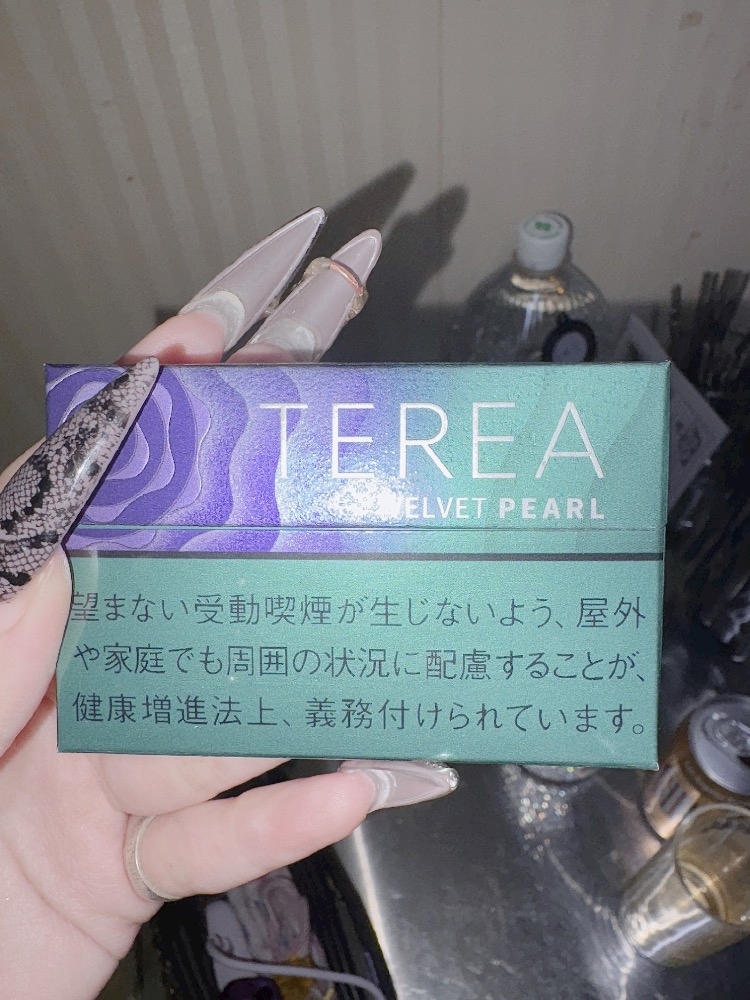 TEREA
VELVET PEARL
望まない受動喫煙が生じないよう、屋外
や家庭でも周囲の状況に配慮することが、
健康増進法上、義務付けられています。